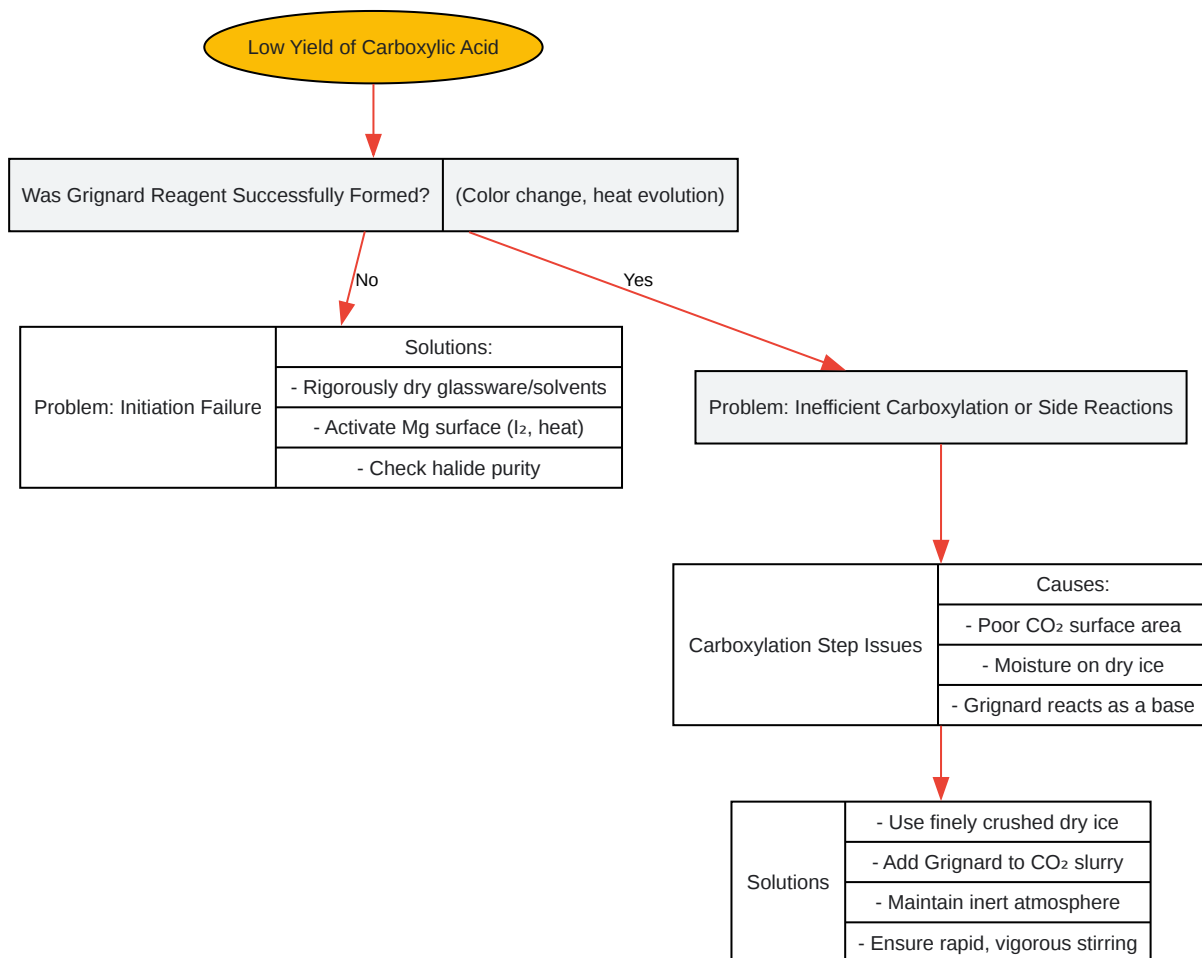 Low Yield of Carboxylic Acid
Was Grignard Reagent Successfully Formed?
(Color change, heat evolution)
No
Yes
Problem: Initiation Failure
Solutions:
- Rigorously dry glassware/solvents
- Activate Mg surface (I₂, heat)
- Check halide purity
Problem: Inefficient Carboxylation or Side Reactions
Carboxylation Step Issues
Causes:
- Poor CO₂ surface area
- Moisture on dry ice
- Grignard reacts as a base
Solutions
- Use finely crushed dry ice
- Add Grignard to CO₂ slurry
- Maintain inert atmosphere
- Ensure rapid, vigorous stirring